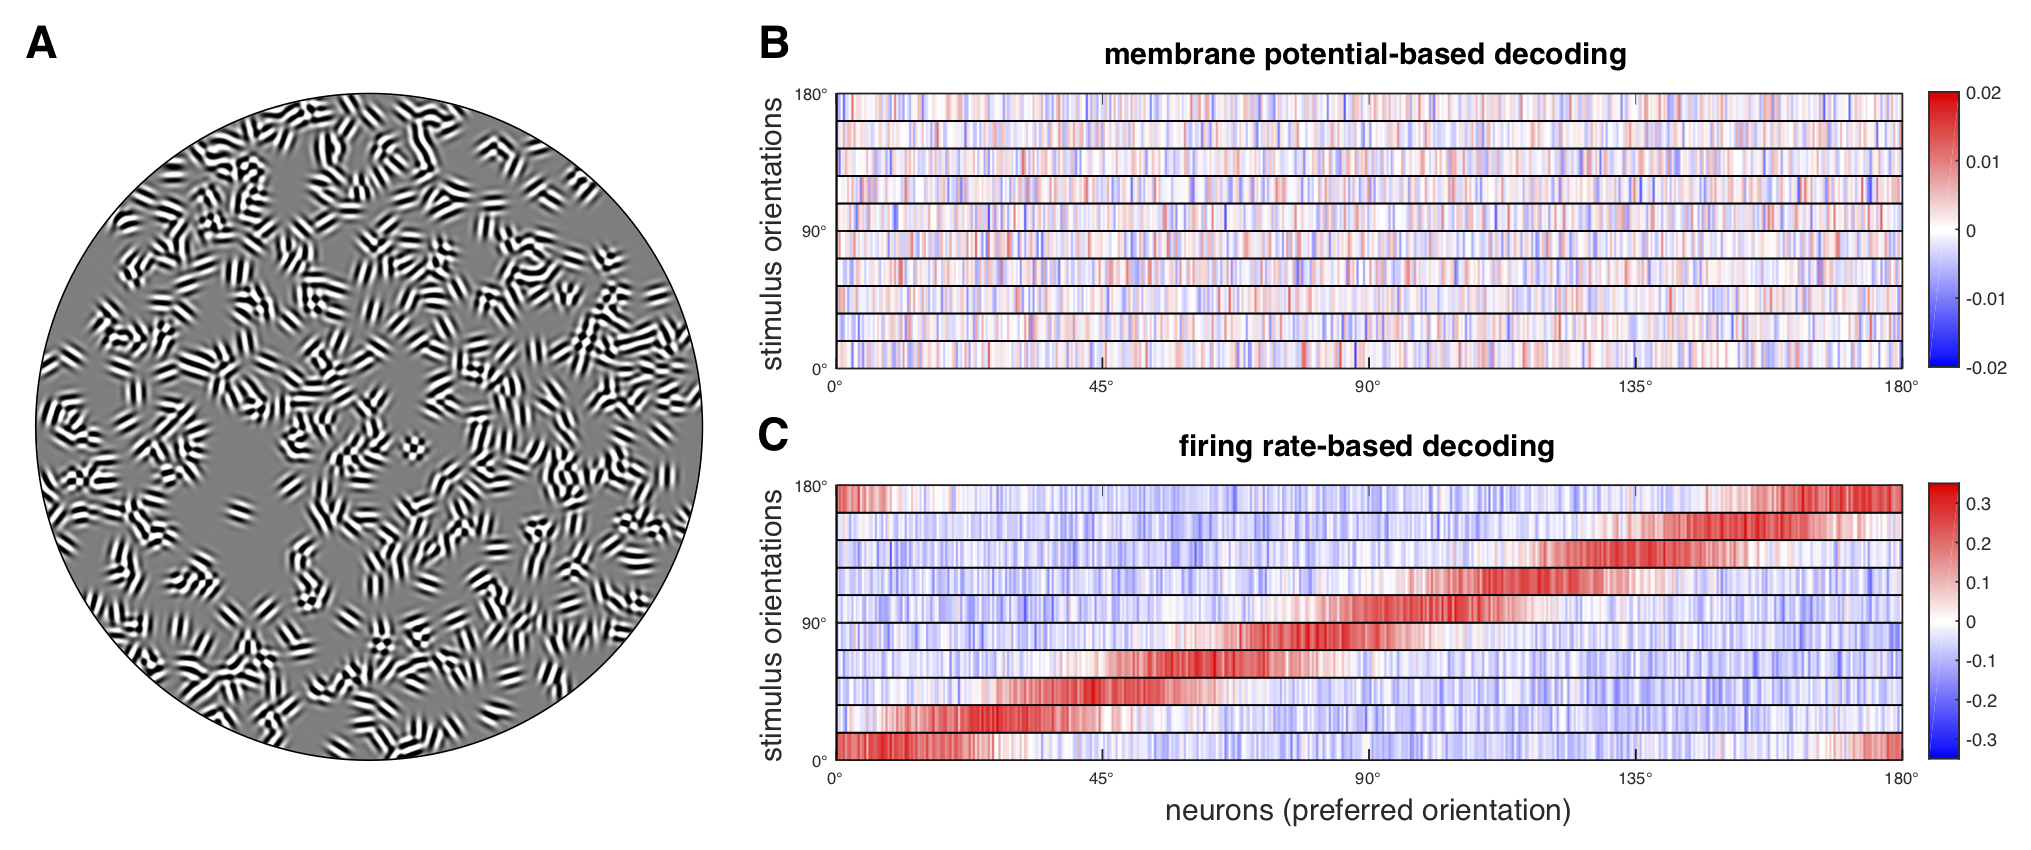 A
B
membrane potential-based decoding
stimulus orientations
180°
90°
0°
0° 45° 90° 135° 180°
0.02
0.01
0
-0.01
-0.02
C
firing rate-based decoding
stimulus orientations
180°
90°
0°
0° 45° 90° 135° 180°
neurons (preferred orientation)
0.3
0.2
0.1
0
-0.1
-0.2
-0.3